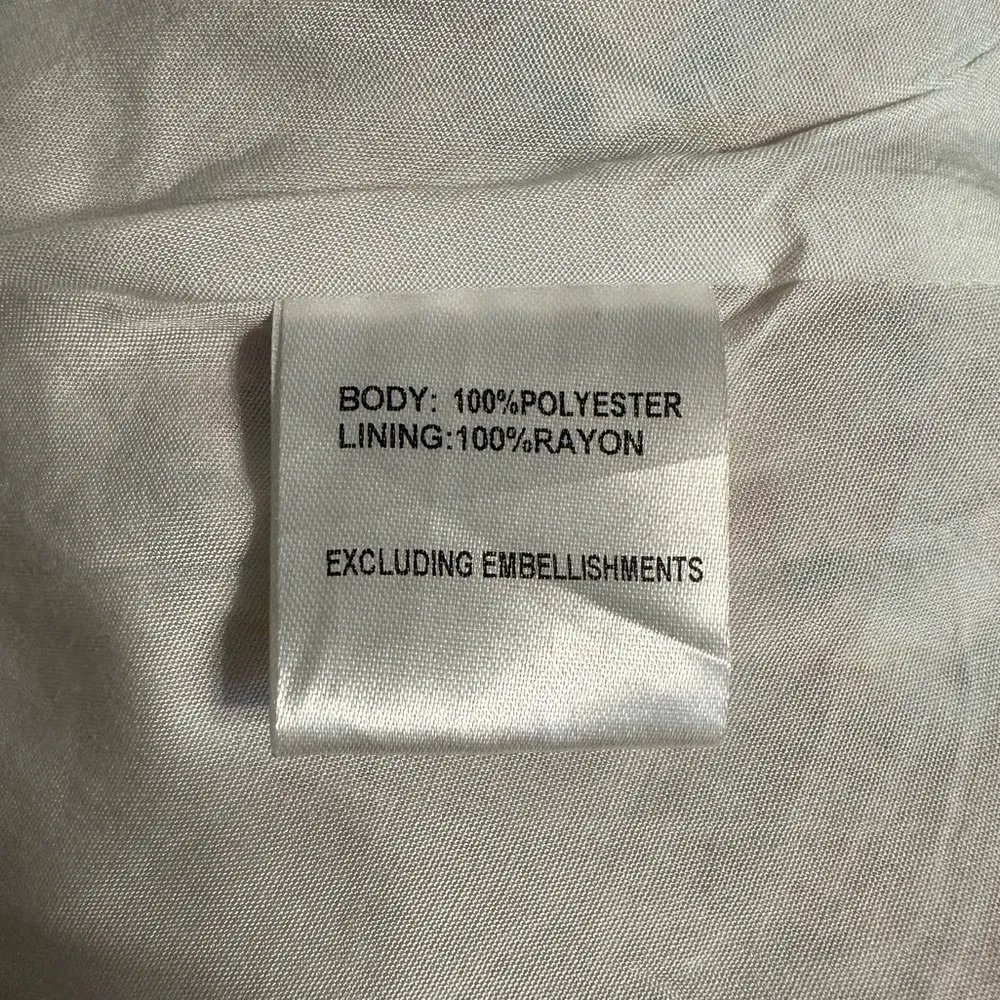 BODY: 100%POLYESTER
LINING:100%RAYON
EXCLUDING EMBELLISHMENTS